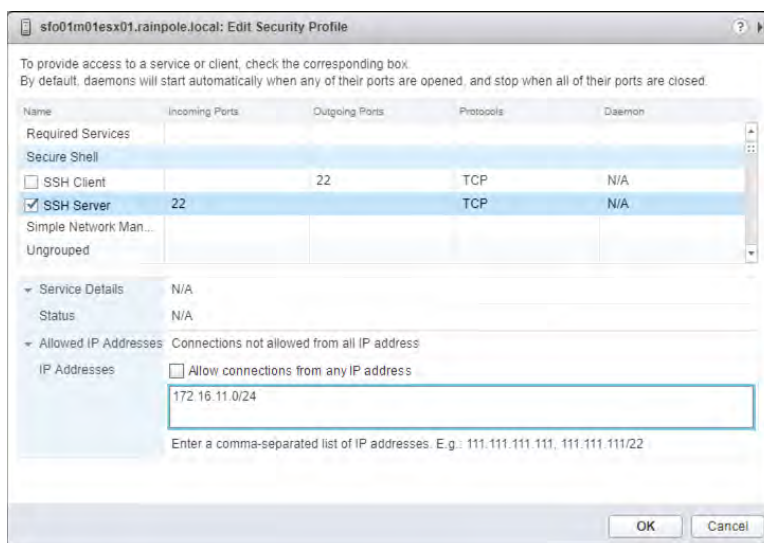 sfo01m01esx01.rainpole.local: Edit Security Profile
?
To provide access to a service or client, check the corresponding box.
By default, daemons will start automatically when any of their ports are opened, and stop when all of their ports are closed.
Name Incoming Ports Outgoing Ports Protocols Daemon
Required Services
Secure Shell
SSH Client 22 TCP N/A
SSH Server 22 TCP N/A
Simple Network Man...
Ungrouped
Service Details N/A
Status N/A
Allowed IP Addresses Connections not allowed from all IP address
IP Addresses Allow connections from any IP address
172.16.11.0/24
Enter a comma-separated list of IP addresses. E.g.: 111.111.111.111, 111.111.111/22
OK Cancel